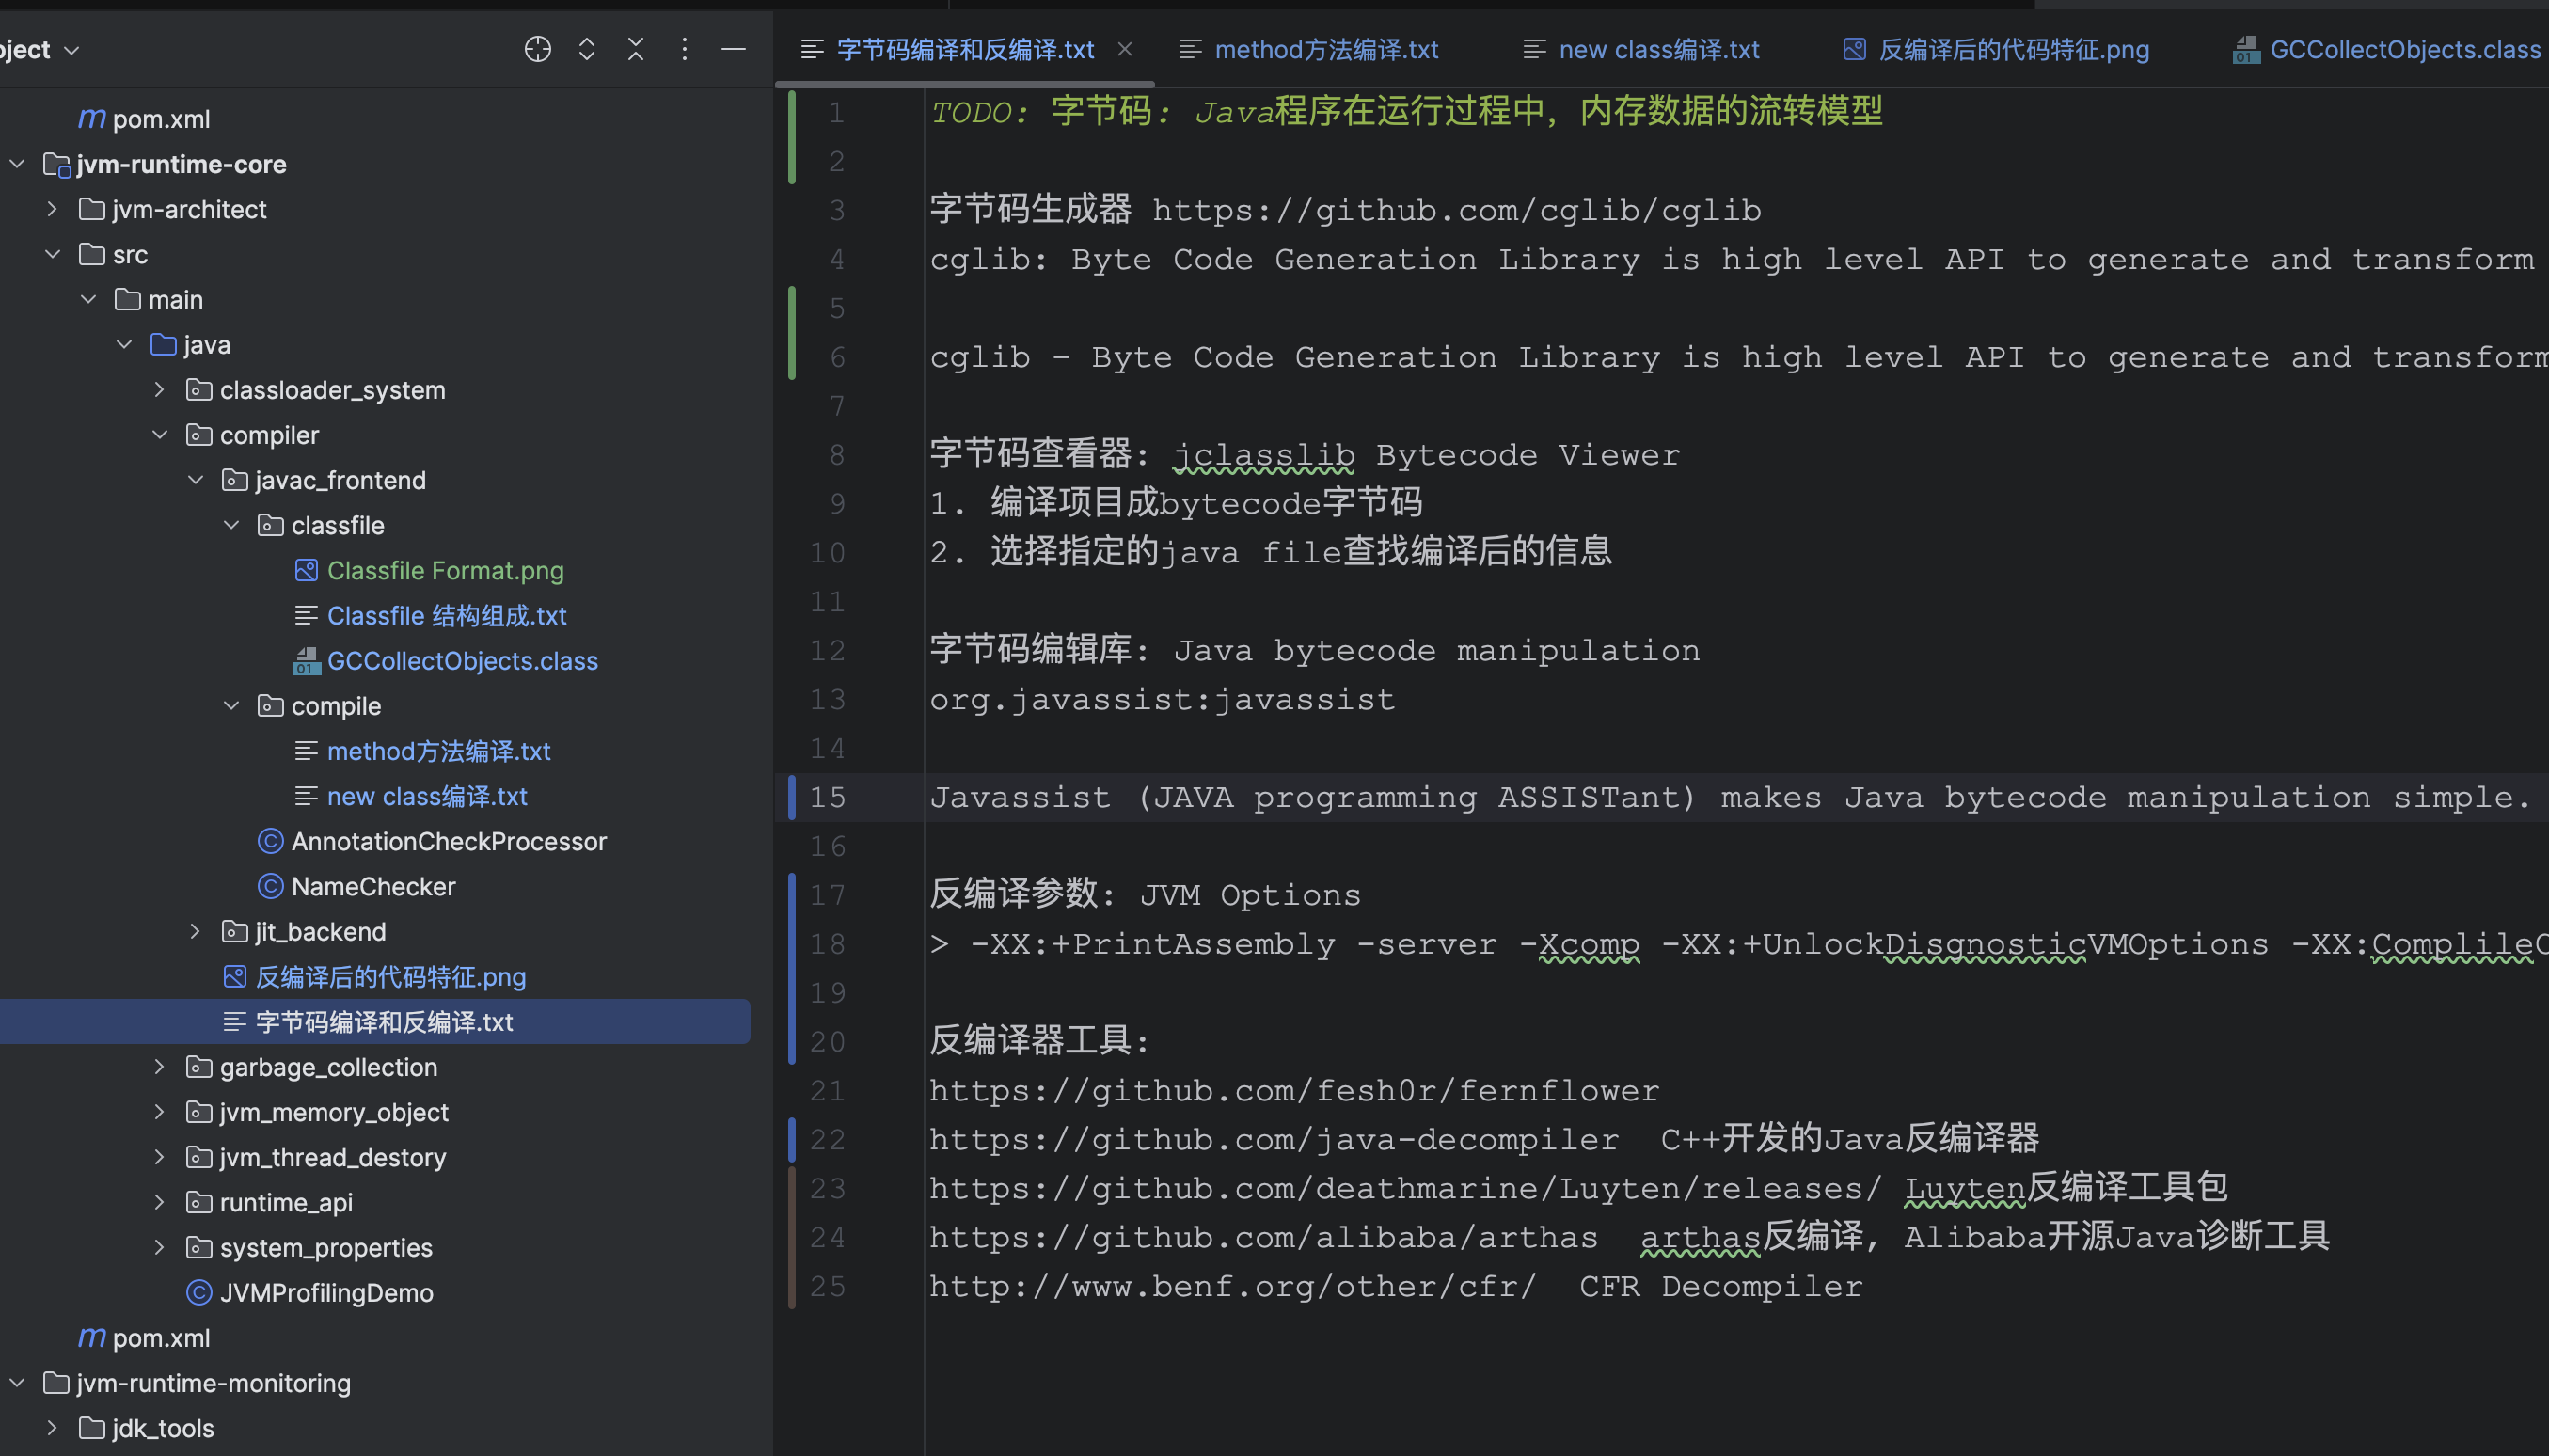 字节码编译和反编译.txt
method方法编译.txt
new class编译.txt
反编译后的代码特征.png
GCCollectObjects.class
pom.xml
jvm-runtime-core
jvm-architect
src
main
java
classloader_system
compiler
javac_frontend
classfile
Classfile Format.png
Classfile 结构组成.txt
GCCollectObjects.class
compile
method方法编译.txt
new class编译.txt
AnnotationCheckProcessor
NameChecker
jit_backend
反编译后的代码特征.png
字节码编译和反编译.txt
garbage_collection
jvm_memory_object
jvm_thread_destory
runtime_api
system_properties
JVMProfilingDemo
pom.xml
jvm-runtime-monitoring
jdk_tools
1 TODO: 字节码: Java程序在运行过程中, 内存数据的流转模型
2
3 字节码生成器 https://github.com/cglib/cglib
4 cglib: Byte Code Generation Library is high level API to generate and transform
5
6 cglib - Byte Code Generation Library is high level API to generate and transform
7
8 字节码查看器: jclasslib Bytecode Viewer
9 1. 编译项目成bytecode字节码
10 2. 选择指定的java file查找编译后的信息
11
12 字节码编辑库: Java bytecode manipulation
13 org.javassist:javassist
14
15 Javassist (JAVA programming ASSISTant) makes Java bytecode manipulation simple.
16
17 反编译参数: JVM Options
18 > -XX:+PrintAssembly -server -Xcomp -XX:+UnlockDisgnosticVMOptions -XX:Complile
19
20 反编译器工具:
21 https://github.com/fesh0r/fernflower
22 https://github.com/java-decompiler C++开发的Java反编译器
23 https://github.com/deathmarine/Luyten/releases/ Luyten反编译工具包
24 https://github.com/alibaba/arthas arthas反编译, Alibaba开源Java诊断工具
25 http://www.benf.org/other/cfr/ CFR Decompiler